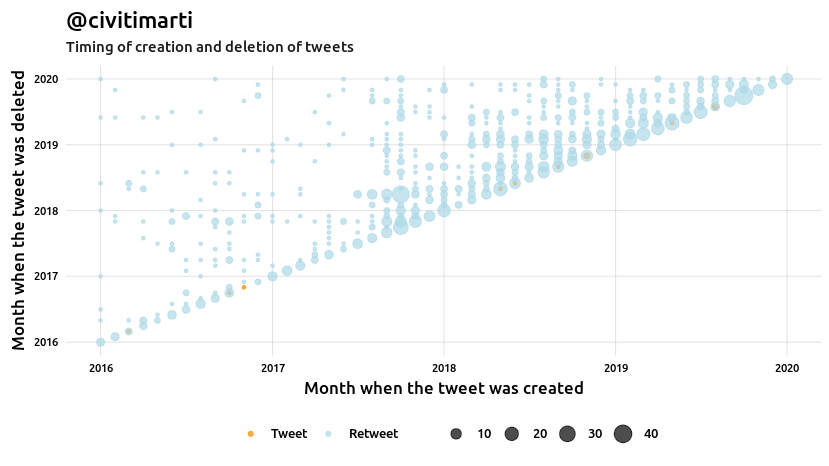 @civitimarti
Timing of creation and deletion of tweets
Month when the tweet was deleted
2020
2019
2018
2017
2016
2016 2017 2018 2019 2020
Month when the tweet was created
Tweet Retweet 10 20 30 40